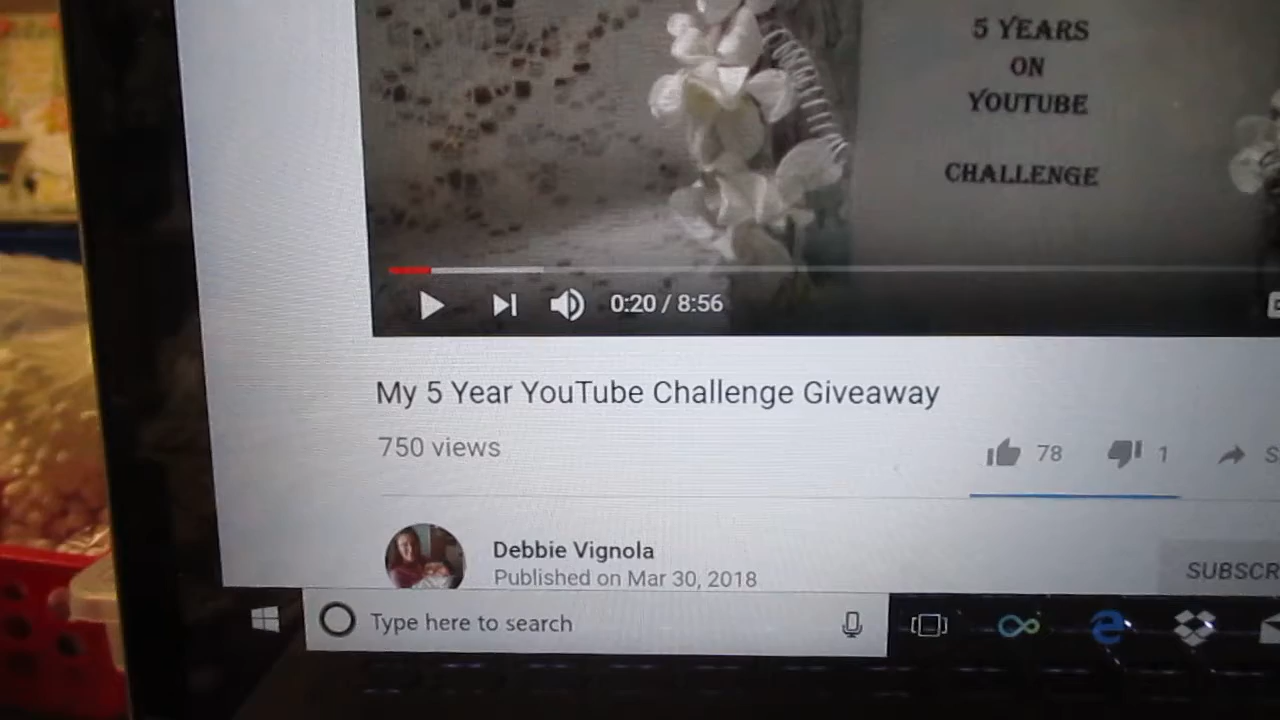 5 YEARS
ON
YOUTUBE
CHALLENGE
0:20 / 8:56
My 5 Year YouTube Challenge Giveaway
750 views
78
1
S
Debbie Vignola
Published on Mar 30, 2018
SUBSCR
Type here to search